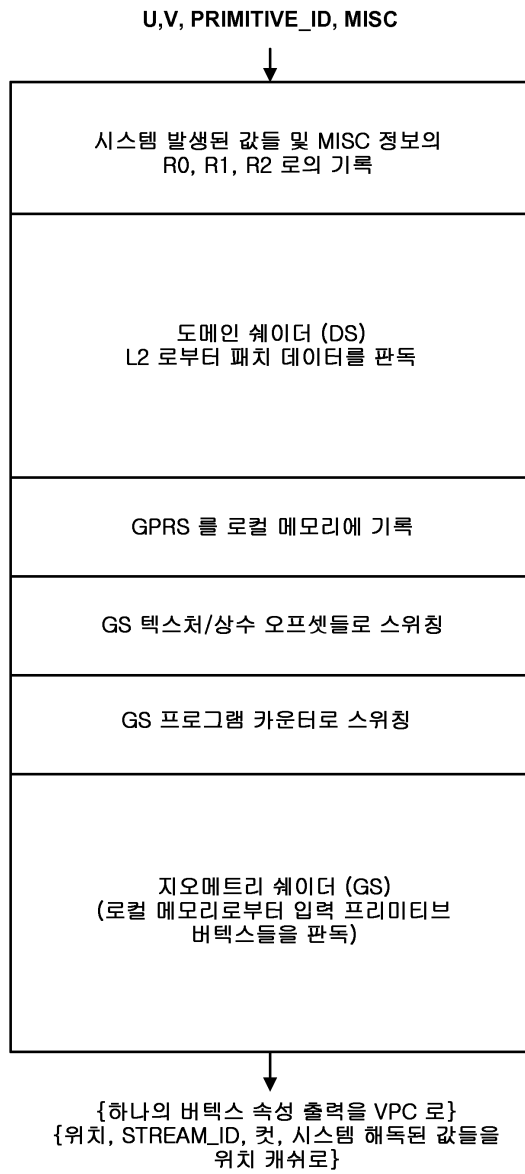 U,V, PRIMITIVE_ID, MISC
시스템 발생된 값들 및 MISC 정보의
R0, R1, R2 로의 기록
도메인 쉐이더 (DS)
L2 로부터 패치 데이터를 판독
GPRS 를 로컬 메모리에 기록
GS 텍스처/상수 오프셋들로 스위칭
GS 프로그램 카운터로 스위칭
지오메트리 쉐이더 (GS)
(로컬 메모리로부터 입력 프리미티브
버텍스들을 판독)
{하나의 버텍스 속성 출력을 VPC 로}
{위치, STREAM_ID, 컷, 시스템 해독된 값들을
위치 캐쉬로}